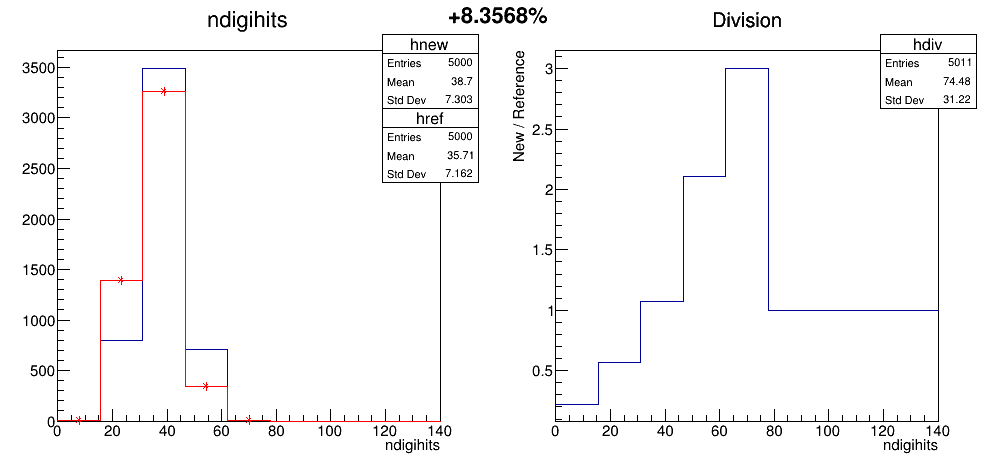 +8.3568%
ndigihits
hnew
Entries 5000
Mean 38.7
Std Dev 7.303
href
Entries 5000
Mean 35.71
Std Dev 7.162
3500
3000
2500
2000
1500
1000
500
0
0 20 40 60 80 100 120 140
ndigihits
Division
hdiv
Entries 5011
Mean 74.48
Std Dev 31.22
New / Reference
3
2.5
2
1.5
1
0.5
0 20 40 60 80 100 120 140
ndigihits